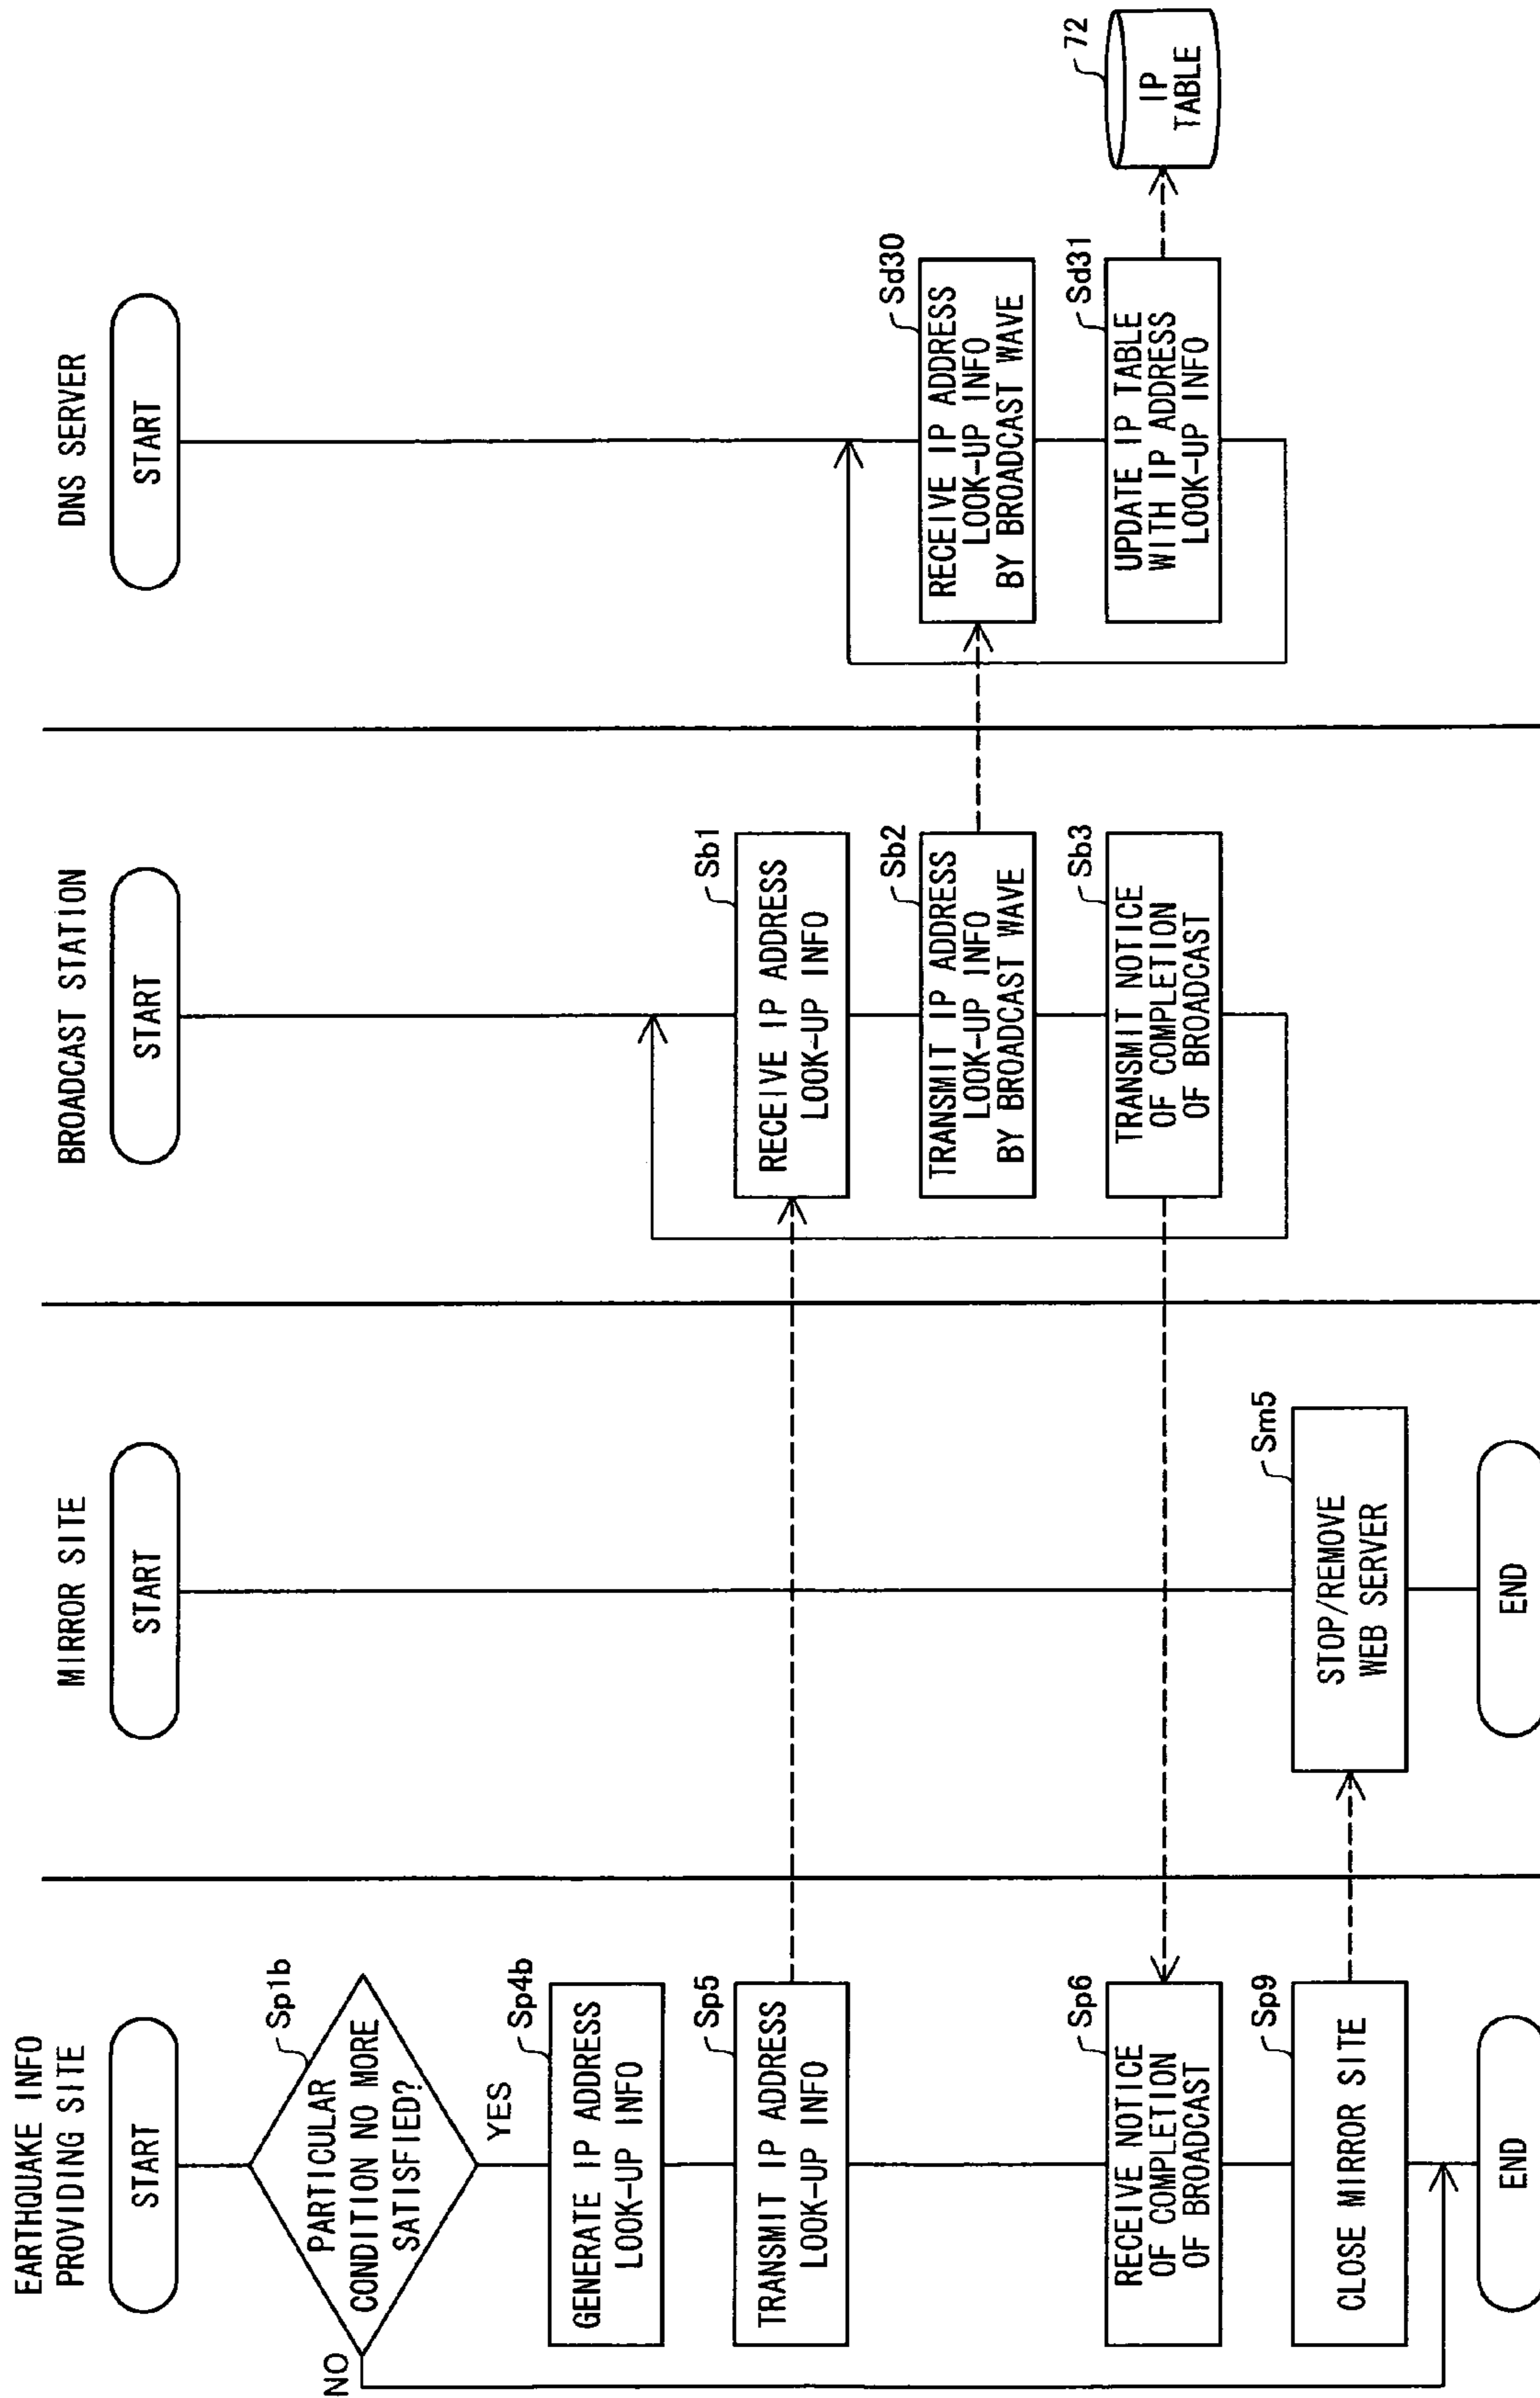 EARTHQUAKE INFO
PROVIDING SITE
START
Sp1b
PARTICULAR
CONDITION NO MORE
SATISFIED?
NO
YES
Sp4b
GENERATE IP ADDRESS
LOOK-UP INFO
Sp5
TRANSMIT IP ADDRESS
LOOK-UP INFO
Sp6
RECEIVE NOTICE
OF COMPLETION
OF BROADCAST
Sp9
CLOSE MIRROR SITE
END
MIRROR SITE
START
Sm5
STOP/REMOVE
WEB SERVER
END
BROADCAST STATION
START
Sb1
RECEIVE IP ADDRESS
LOOK-UP INFO
Sb2
TRANSMIT IP ADDRESS
LOOK-UP INFO
BY BROADCAST WAVE
Sb3
TRANSMIT NOTICE
OF COMPLETION
OF BROADCAST
DNS SERVER
START
Sd30
RECEIVE IP ADDRESS
LOOK-UP INFO
BY BROADCAST WAVE
Sd31
UPDATE IP TABLE
WITH IP ADDRESS
LOOK-UP INFO
72
IP
TABLE